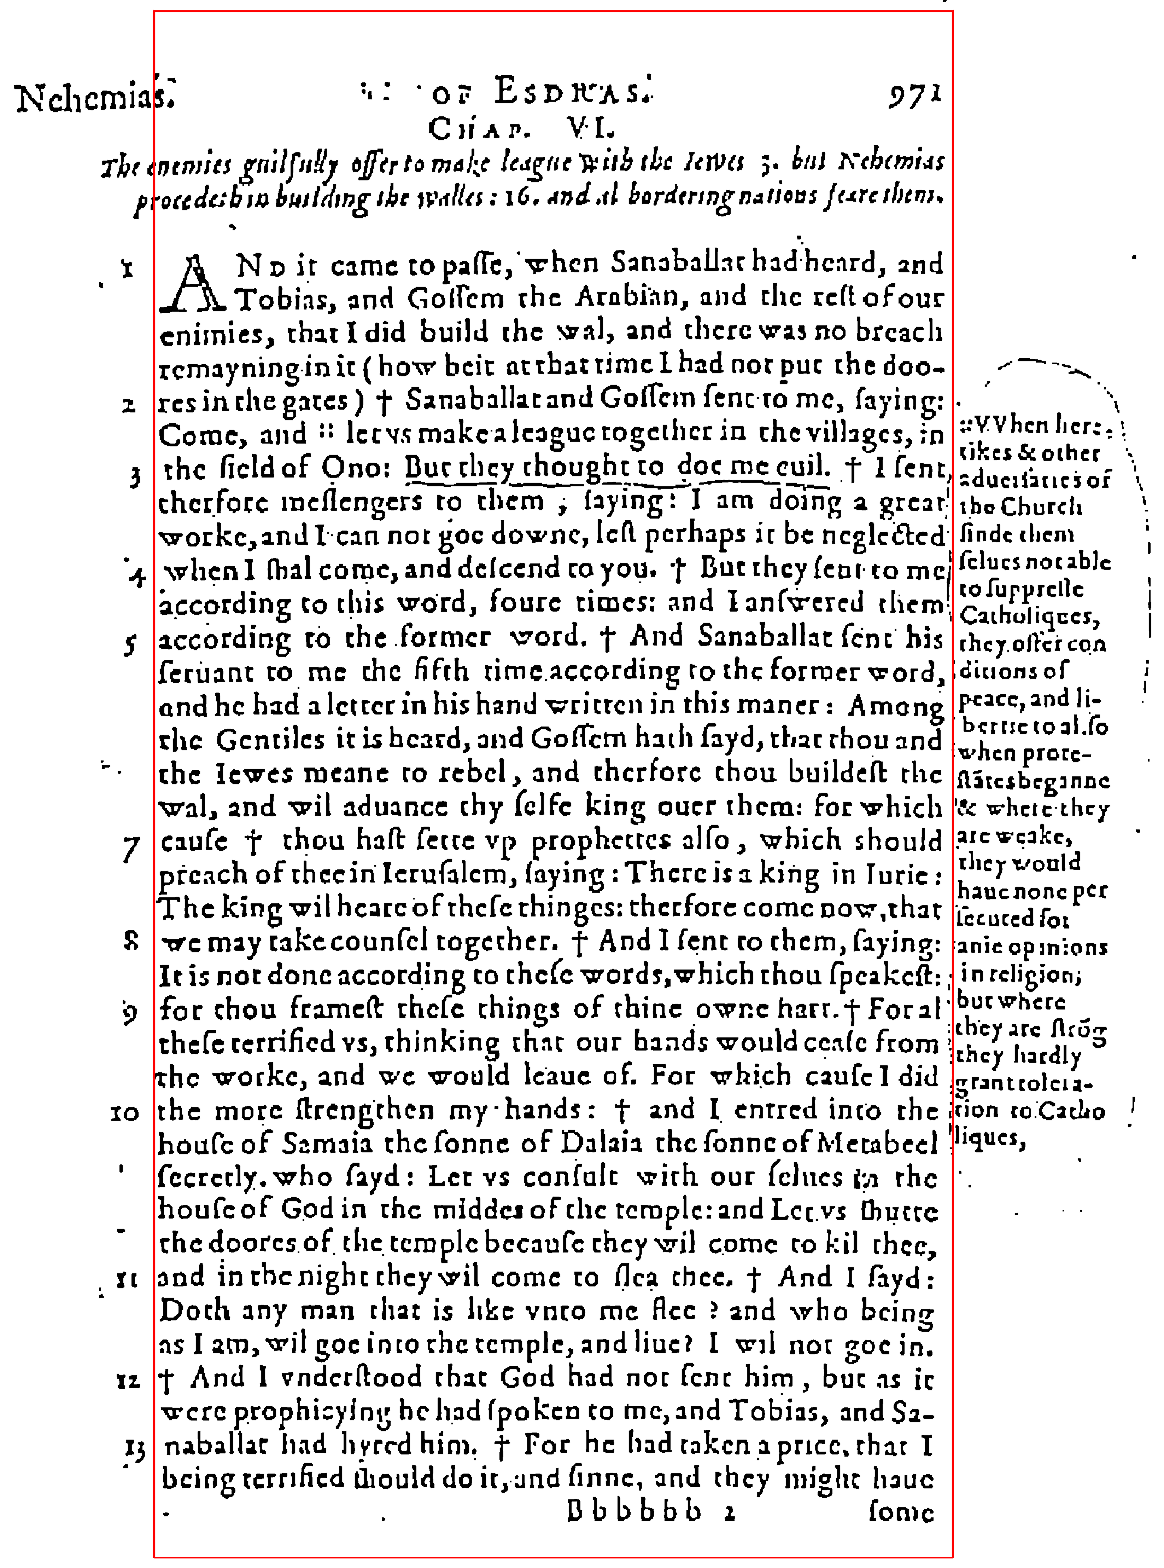 Nehemias. OF ESDRAS. 971
CHAP. VI.
The enemies guilfully offer to make league with the Iewes 3. but Nehemias
procedeth in building the walles: 16. and al bordering nations feare them.
1 AND it came to passe, when Sanaballat had heard, and
Tobias, and Gossem the Arabian, and the rest of our
enimies, that I did build the wal, and there was no breach
remayning in it (how beit at that time I had not put the doo-
2 res in the gates) † Sanaballat and Gossem sent to me, saying:
Come, and :: let vs make a league together in the villages, in
3 the field of Ono: But they thought to doe me euil. † I sent
therfore messengers to them, saying: I am doing a great
worke, and I can not goe downe, lest perhaps it be neglected
4 when I shal come, and descend to you. † But they sent to me
according to this word, foure times: and I answered them
5 according to the former word. † And Sanaballat sent his
seruant to me the fifth time according to the former word,
and he had a letter in his hand written in this maner: Among
the Gentiles it is heard, and Gossem hath sayd, that thou and
the Iewes meane to rebel, and therfore thou buildest the
wal, and wil aduance thy selfe king ouer them: for which
7 cause † thou hast sette vp prophettes also, which should
preach of thee in Ierusalem, saying: There is a king in Iurie:
The king wil heare of these thinges: therfore come now, that
8 we may take counsel together. † And I sent to them, saying:
It is not done according to these words, which thou speakest:
9 for thou framest these things of thine owne hart. † For al
these terrified vs, thinking that our hands would cease from
the worke, and we would leaue of. For which cause I did
10 the more strengthen my hands: † and I entred into the
house of Samaia the sonne of Dalaia the sonne of Metabeel
secretly. who sayd: Let vs consult with our selues in the
house of God in the middes of the temple: and Let vs shutte
the doores of the temple because they wil come to kil thee,
11 and in the night they wil come to slea thee. † And I sayd:
Doth any man that is like vnto me flee? and who being
as I am, wil goe into the temple, and liue? I wil not goe in.
12 † And I vnderstood that God had not sent him, but as it
were prophicying he had spoken to me, and Tobias, and Sa-
13 naballat had hyred him. † For he had taken a price, that I
being terrified should do it, and sinne, and they might haue
Bbbbbb 2 some
:: VVhen here-
tikes & other
aduersaries of
the Church
finde them
selues not able
to suppresse
Catholiques,
they offer con
ditions of
peace, and li-
bertie to al. so
when prote-
stãtes beganne
& where they
are weake,
they would
haue none per
secuted for
anie opinions
in religion;
but where
they are strõg
they hardly
grant tolera-
tion to Catho
liques,